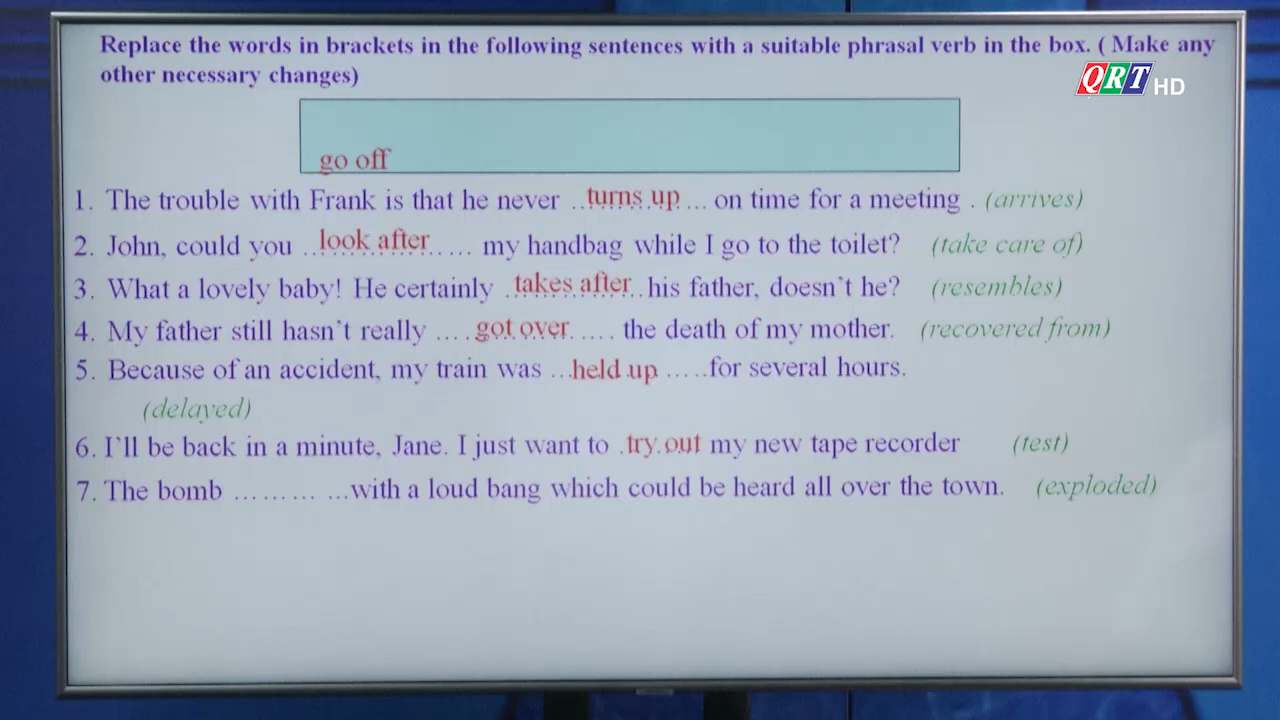 Replace the words in brackets in the following sentences with a suitable phrasal verb in the box. ( Make any
other necessary changes)
QRT HD
go off
1. The trouble with Frank is that he never ..turns up... on time for a meeting . (arrives)
2. John, could you ..look after.... my handbag while I go to the toilet? (take care of)
3. What a lovely baby! He certainly ..takes after.. his father, doesn't he? (resembles)
4. My father still hasn't really ....got over..... the death of my mother. (recovered from)
5. Because of an accident, my train was ...held up .....for several hours.
(delayed)
6. I'll be back in a minute, Jane. I just want to .try out my new tape recorder (test)
7. The bomb ……… …with a loud bang which could be heard all over the town. (exploded)